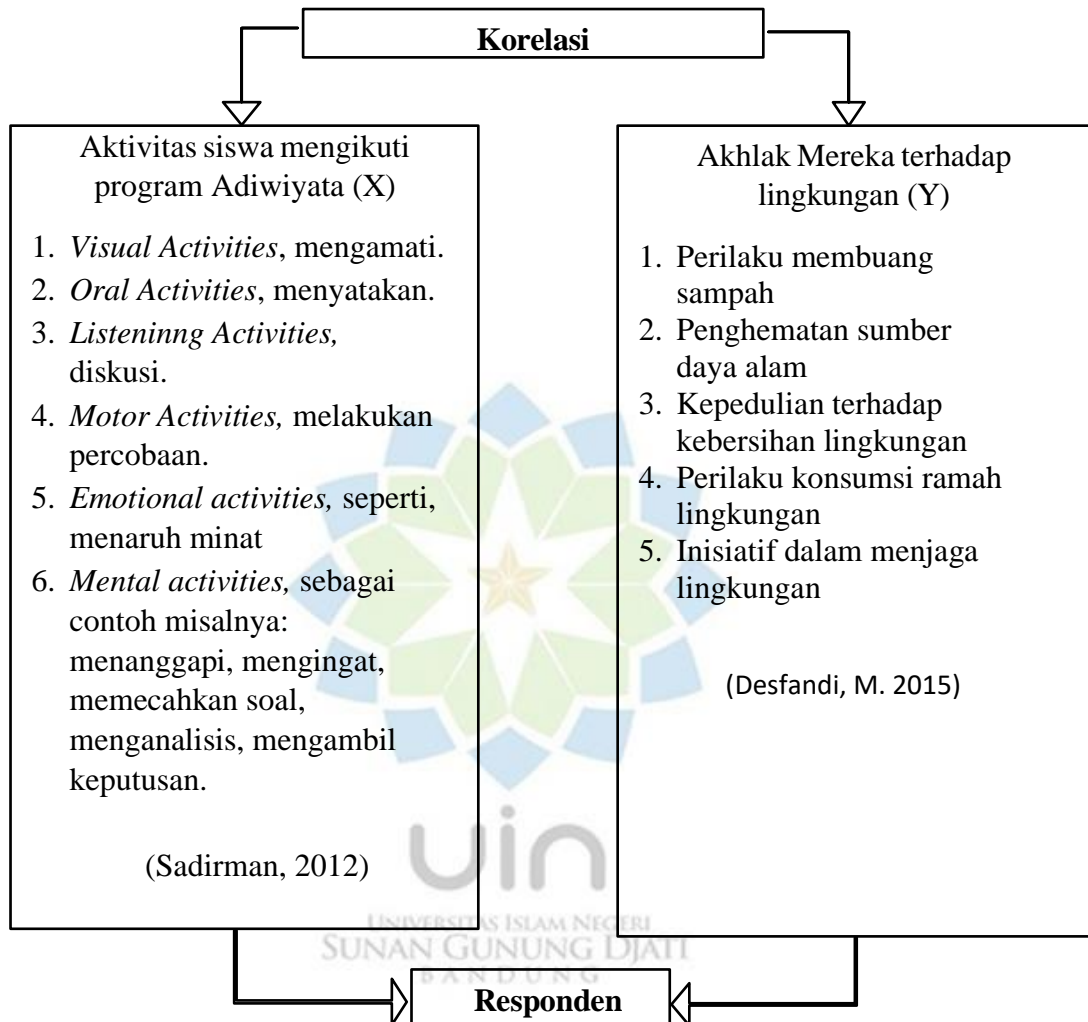 Korelasi
Aktivitas siswa mengikuti
program Adiwiyata (X)
1. Visual Activities, mengamati.
2. Oral Activities, menyatakan.
3. Listeninng Activities,
diskusi.
4. Motor Activities, melakukan
percobaan.
5. Emotional activities, seperti,
menaruh minat
6. Mental activities, sebagai
contoh misalnya:
menanggapi, mengingat,
memecahkan soal,
menganalisis, mengambil
keputusan.
(Sadirman, 2012)
Akhlak Mereka terhadap
lingkungan (Y)
1. Perilaku membuang
sampah
2. Penghematan sumber
daya alam
3. Kepedulian terhadap
kebersihan lingkungan
4. Perilaku konsumsi ramah
lingkungan
5. Inisiatif dalam menjaga
lingkungan
(Desfandi, M. 2015)
uin
UNIVERSITAS ISLAM NEGERI
SUNAN GUNUNG DJATI
BANDUNG
Responden